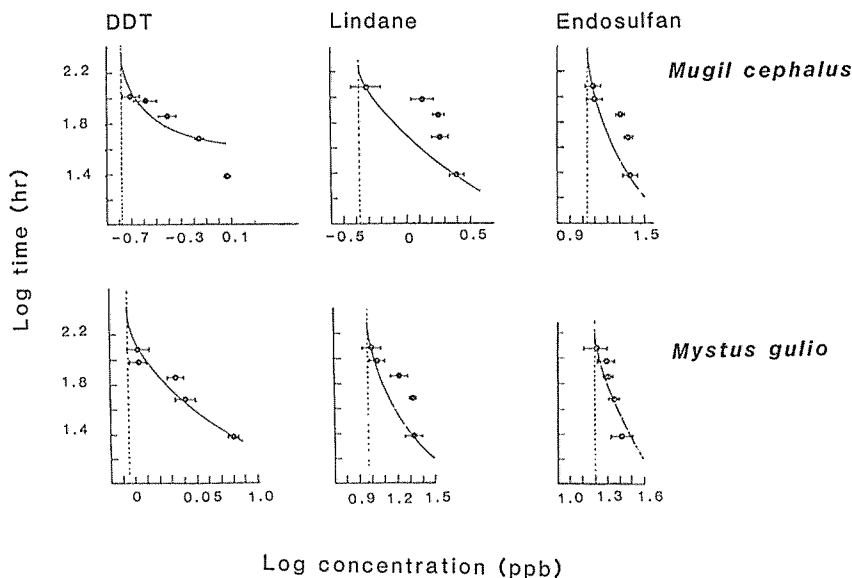 DDT Lindane Endosulfan
Mugil cephalus
2.2
1.8
1.4
-0.7 -0.3 0.1
-0.5 0 0.5
0.9 1.5
Mystus gulio
2.2
1.8
1.4
0 0.05 1.0
0.9 1.2 1.5
1.0 1.3 1.6
Log time (hr)
Log concentration (ppb)